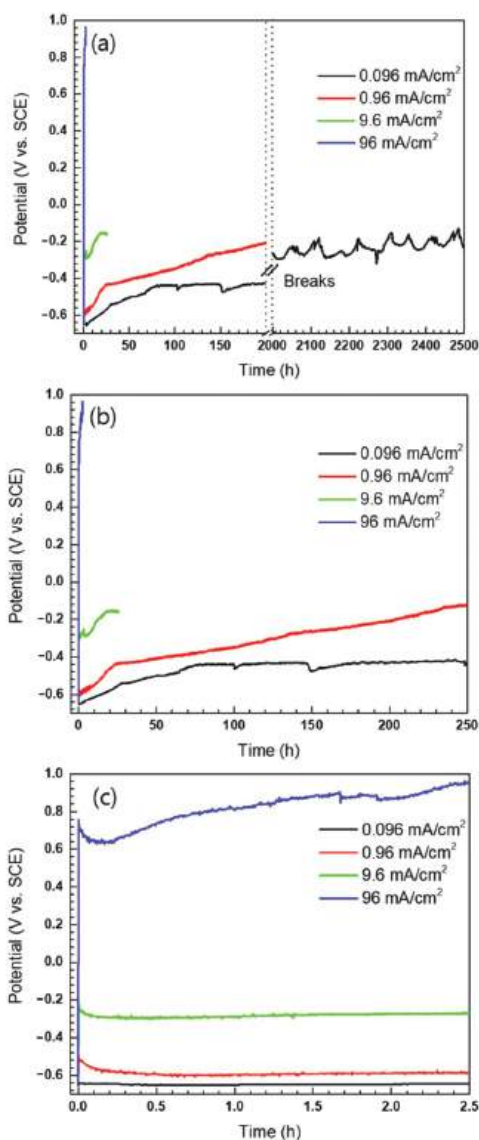 (a)
0.096 mA/cm²
0.96 mA/cm²
9.6 mA/cm²
96 mA/cm²
Breaks
Potential (V vs. SCE)
1.0
0.8
0.6
0.4
0.2
0.0
−0.2
−0.4
−0.6
0 50 100 150 2000 2100 2200 2300 2400 2500
Time (h)
(b)
0.096 mA/cm²
0.96 mA/cm²
9.6 mA/cm²
96 mA/cm²
Potential (V vs. SCE)
1.0
0.8
0.6
0.4
0.2
0.0
−0.2
−0.4
−0.6
0 50 100 150 200 250
Time (h)
(c)
0.096 mA/cm²
0.96 mA/cm²
9.6 mA/cm²
96 mA/cm²
Potential (V vs. SCE)
1.0
0.8
0.6
0.4
0.2
0.0
−0.2
−0.4
−0.6
0.0 0.5 1.0 1.5 2.0 2.5
Time (h)